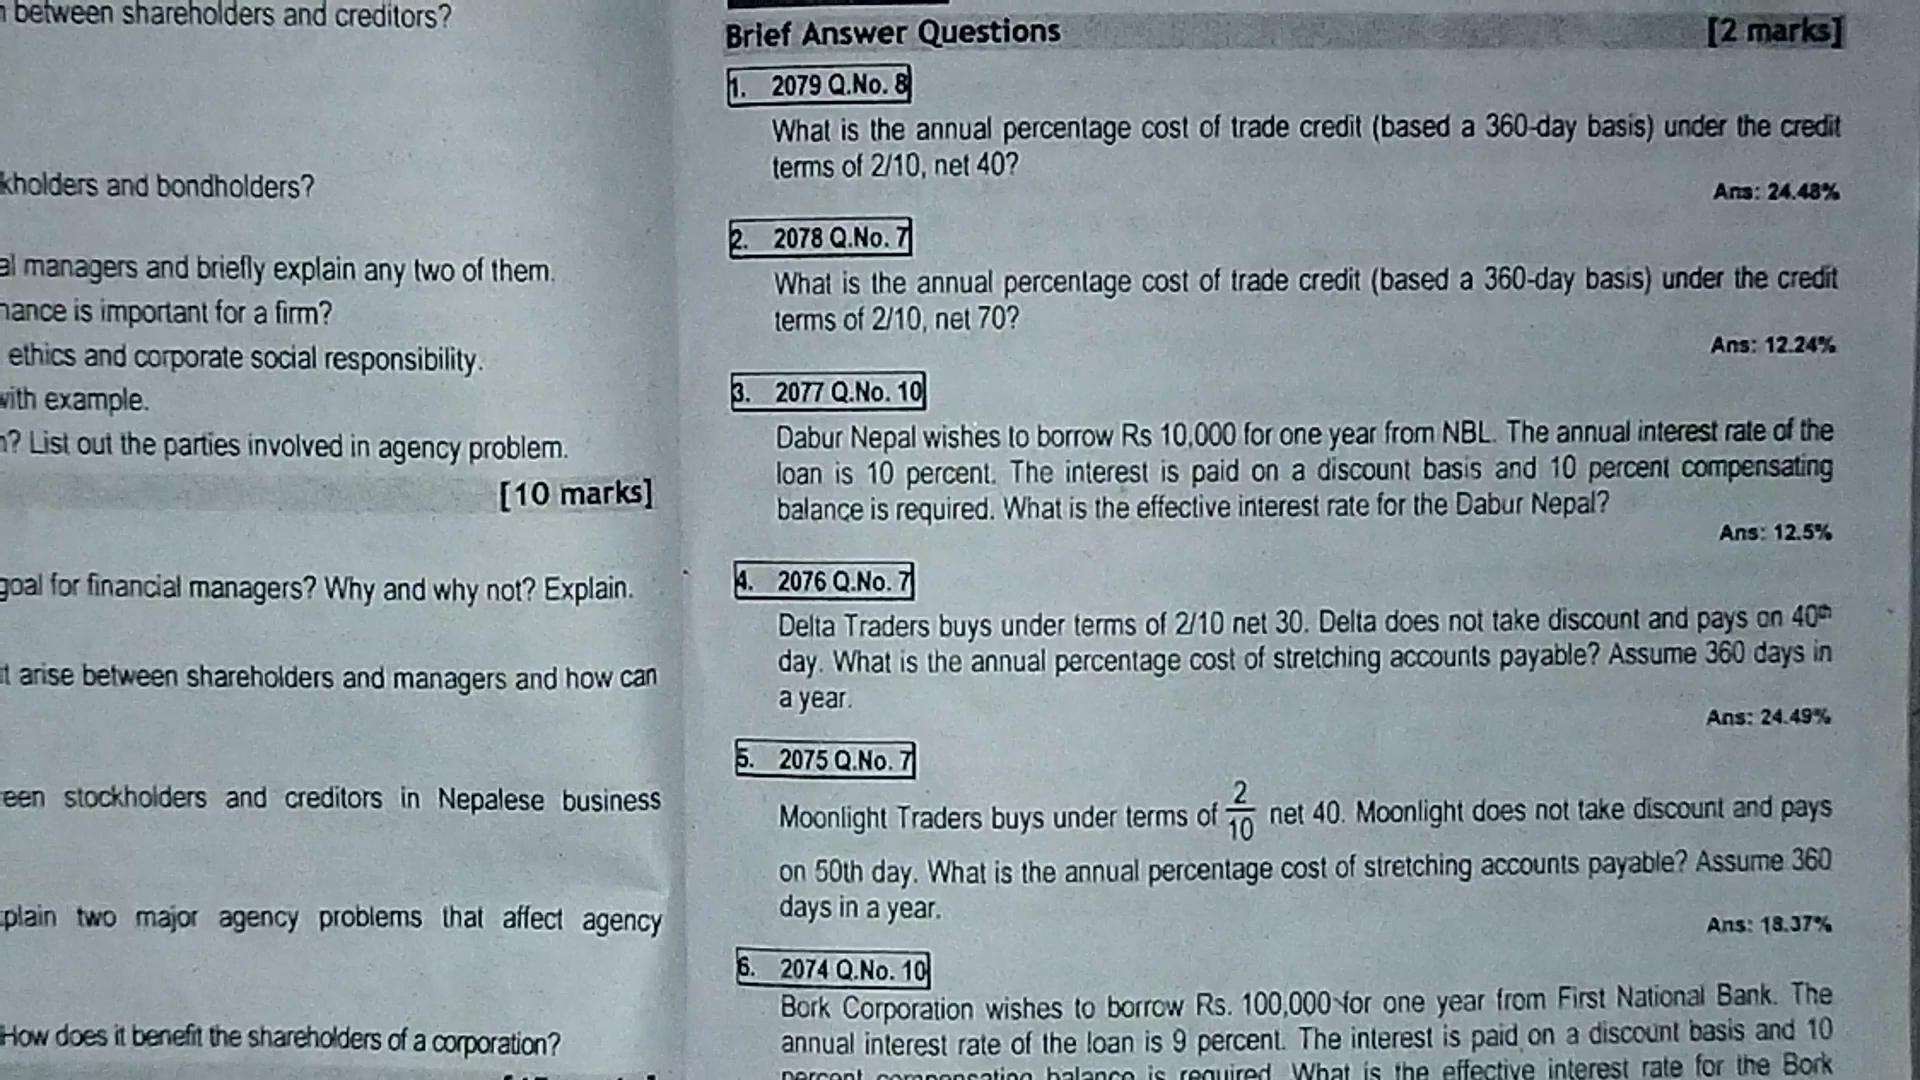 between shareholders and creditors?
kholders and bondholders?
al managers and briefly explain any two of them.
nance is important for a firm?
ethics and corporate social responsibility.
with example.
n? List out the parties involved in agency problem.
[10 marks]
goal for financial managers? Why and why not? Explain.
t arise between shareholders and managers and how can
een stockholders and creditors in Nepalese business
plain two major agency problems that affect agency
How does it benefit the shareholders of a corporation?
Brief Answer Questions [2 marks]
1. 2079 Q.No. 8
What is the annual percentage cost of trade credit (based a 360-day basis) under the credit
terms of 2/10, net 40?
Ans: 24.48%
2. 2078 Q.No. 7
What is the annual percentage cost of trade credit (based a 360-day basis) under the credit
terms of 2/10, net 70?
Ans: 12.24%
3. 2077 Q.No. 10
Dabur Nepal wishes to borrow Rs 10,000 for one year from NBL. The annual interest rate of the
loan is 10 percent. The interest is paid on a discount basis and 10 percent compensating
balance is required. What is the effective interest rate for the Dabur Nepal?
Ans: 12.5%
4. 2076 Q.No. 7
Delta Traders buys under terms of 2/10 net 30. Delta does not take discount and pays on 40th
day. What is the annual percentage cost of stretching accounts payable? Assume 360 days in
a year.
Ans: 24.49%
5. 2075 Q.No. 7
Moonlight Traders buys under terms of 2/10 net 40. Moonlight does not take discount and pays
on 50th day. What is the annual percentage cost of stretching accounts payable? Assume 360
days in a year.
Ans: 18.37%
6. 2074 Q.No. 10
Bork Corporation wishes to borrow Rs. 100,000 for one year from First National Bank. The
annual interest rate of the loan is 9 percent. The interest is paid on a discount basis and 10
percent compensating balance is required. What is the effective interest rate for the Bork